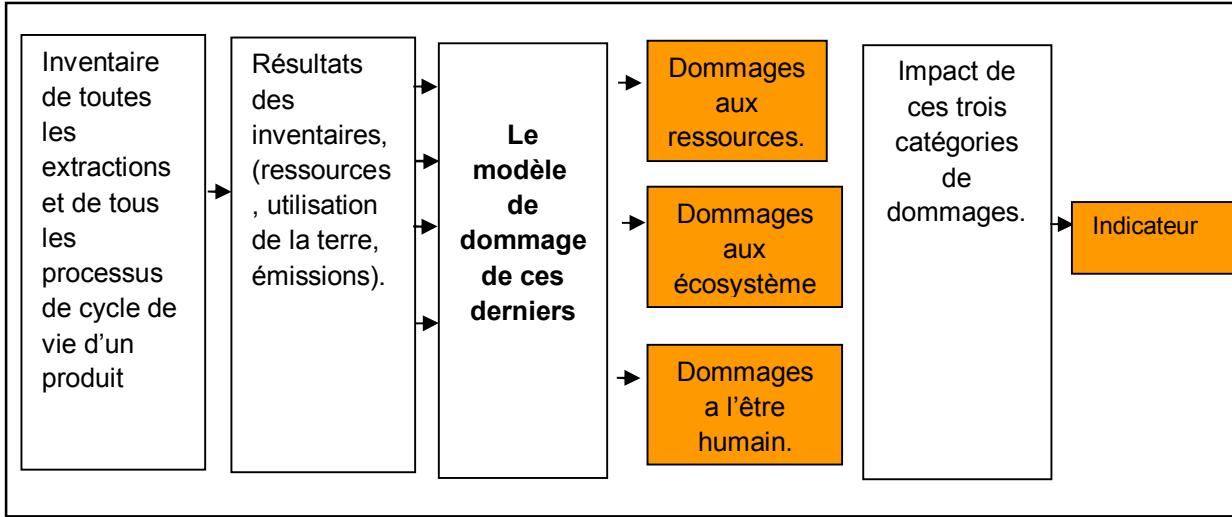 Inventaire
de toutes
les
extractions
et de tous
les
processus
de cycle de
vie d’un
produit
Résultats
des
inventaires,
(ressources
, utilisation
de la terre,
émissions).
Le
modèle
de
dommage
de ces
derniers
Dommages
aux
ressources.
Dommages
aux
écosystème
Dommages
a l’être
humain.
Impact de
ces trois
catégories
de
dommages.
Indicateur